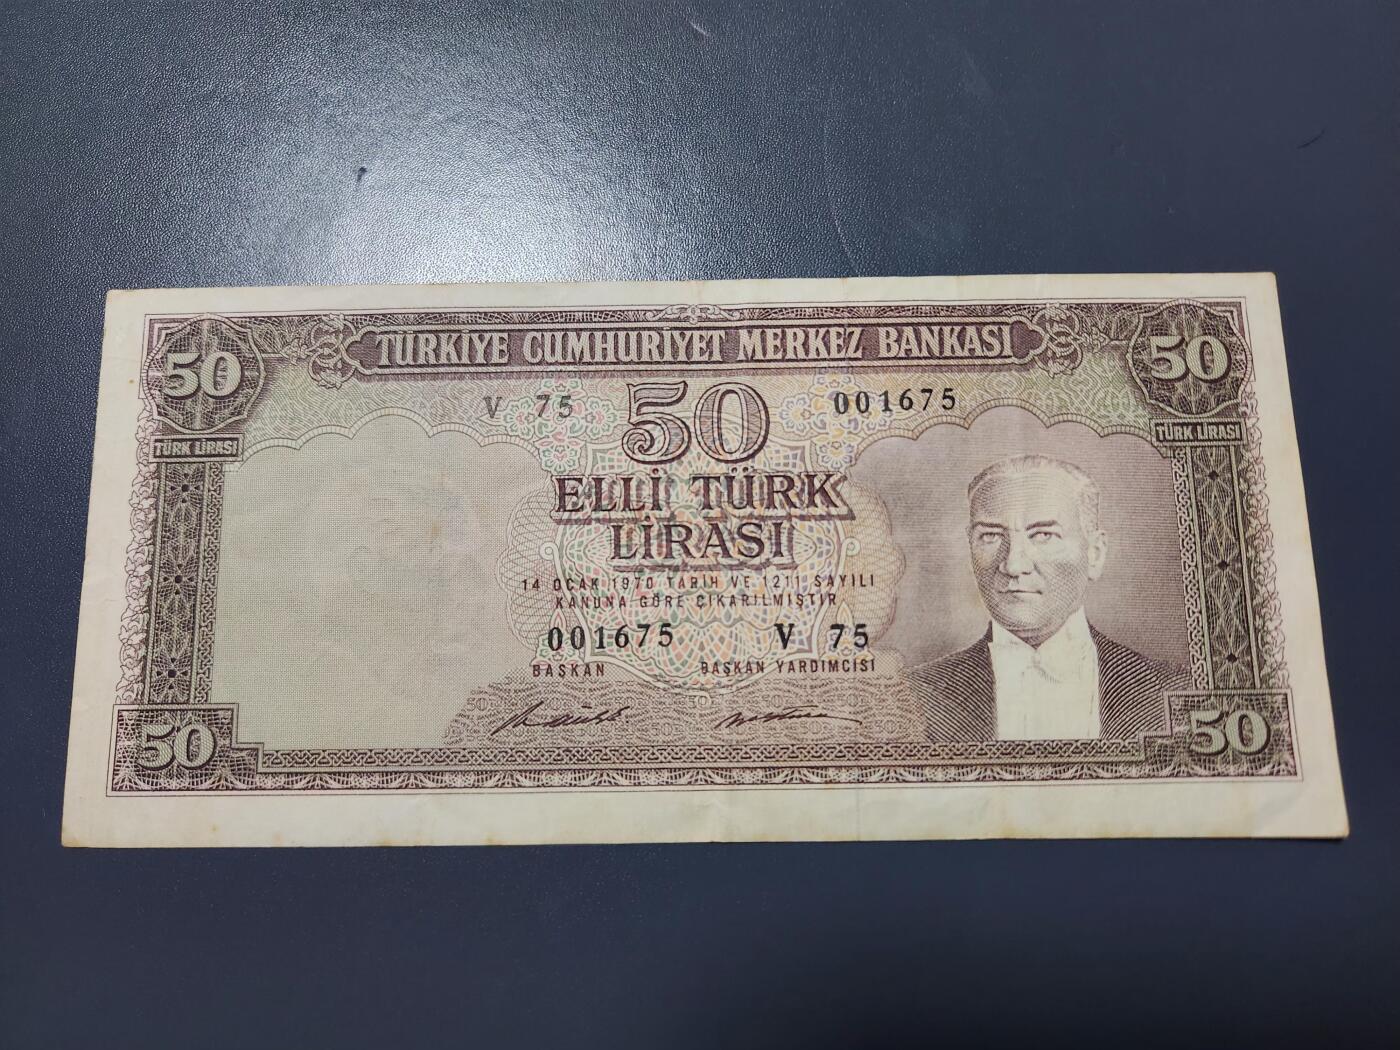 TÜRKİYE CUMHURİYET MERKEZ BANKASI
50 50
V 75 50 001675
TÜRK LİRASI TÜRK LİRASI
ELLİ TÜRK
LİRASI
14 OCAK 1970 TARİH VE 1211 SAYILI
KANUNA GÖRE ÇIKARILMIŞTIR
001675 V 75
BAŞKAN BAŞKAN YARDIMCISI
50 50